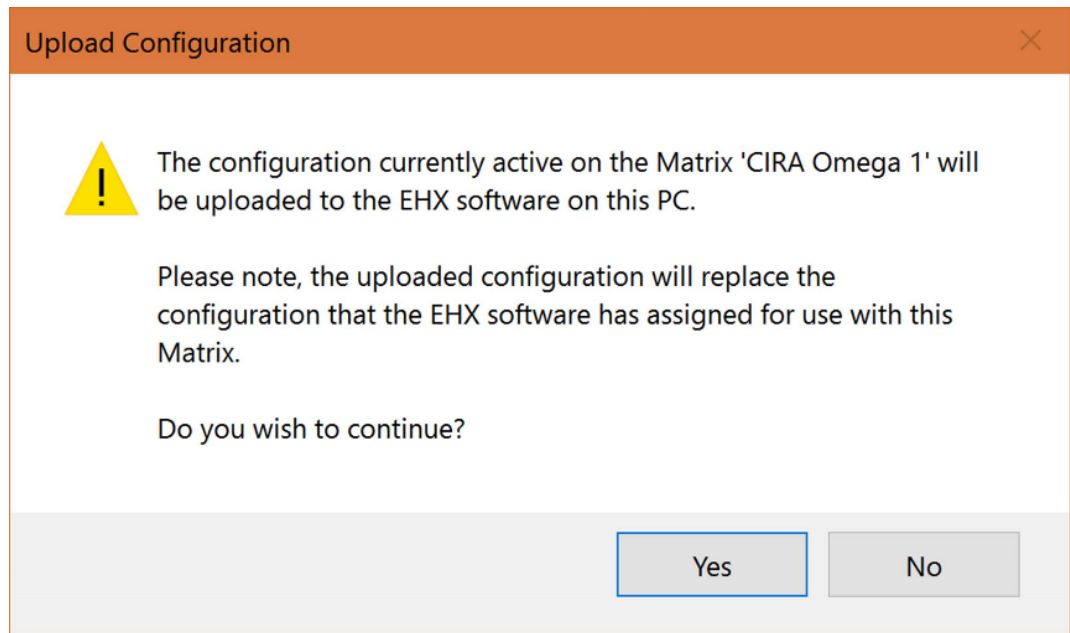 Upload Configuration
The configuration currently active on the Matrix 'CIRA Omega 1' will
be uploaded to the EHX software on this PC.
Please note, the uploaded configuration will replace the
configuration that the EHX software has assigned for use with this
Matrix.
Do you wish to continue?
Yes
No